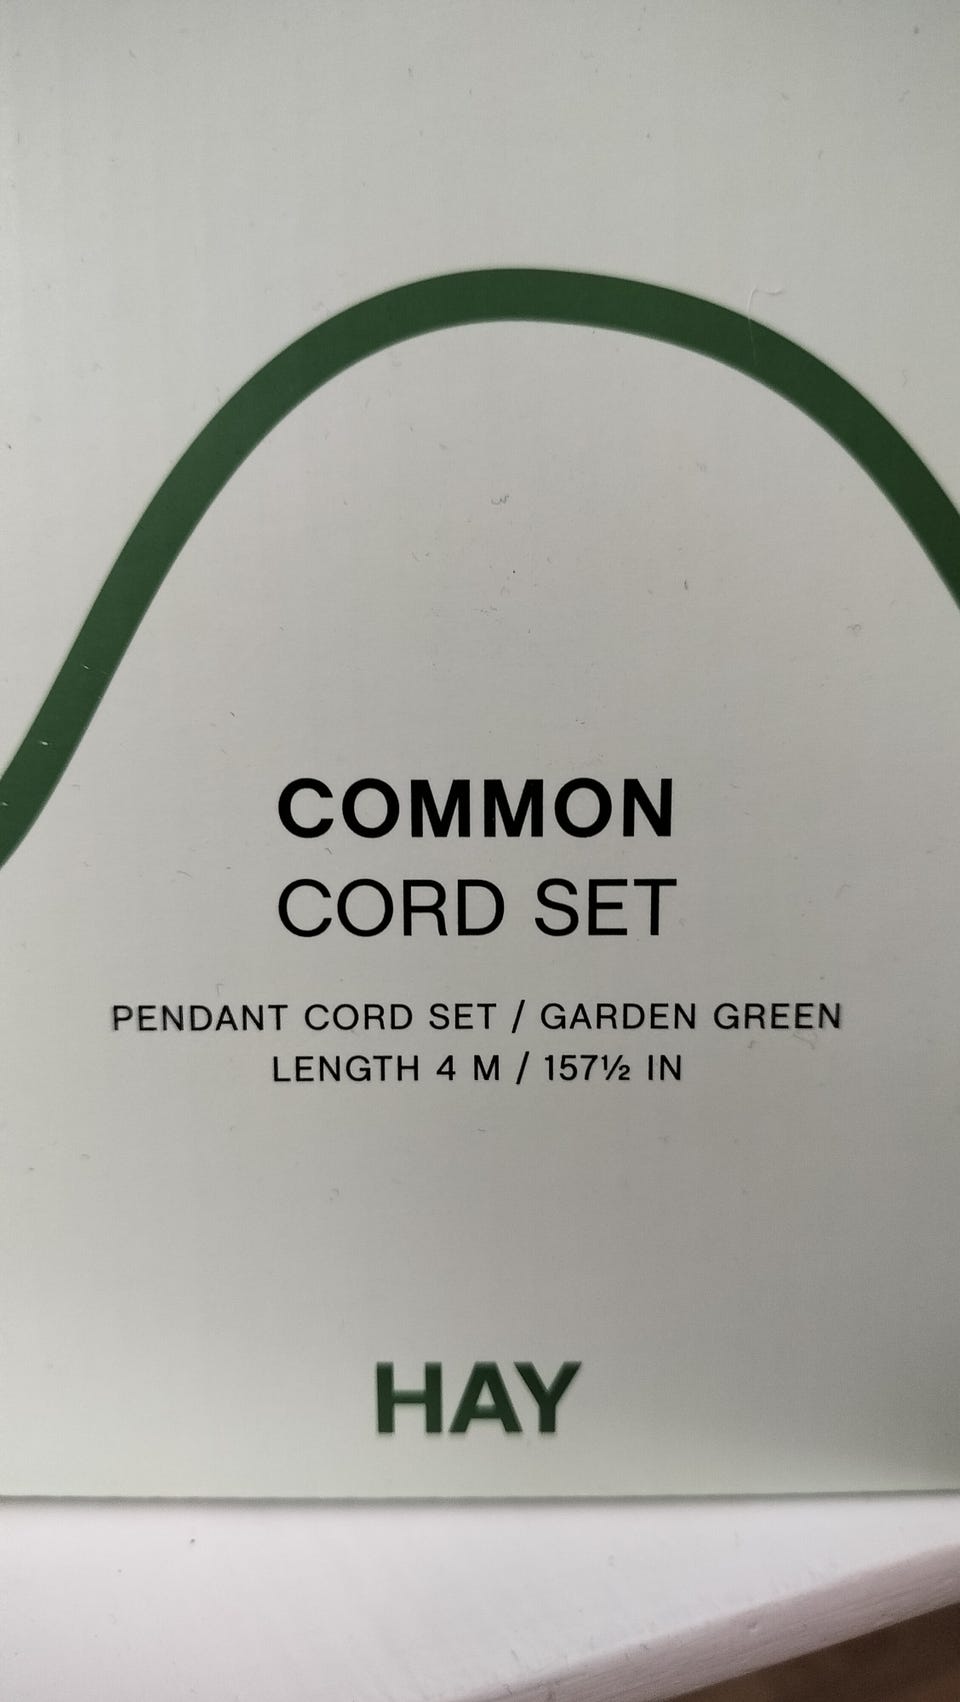 COMMON
CORD SET
PENDANT CORD SET / GARDEN GREEN
LENGTH 4 M / 157½ IN
HAY